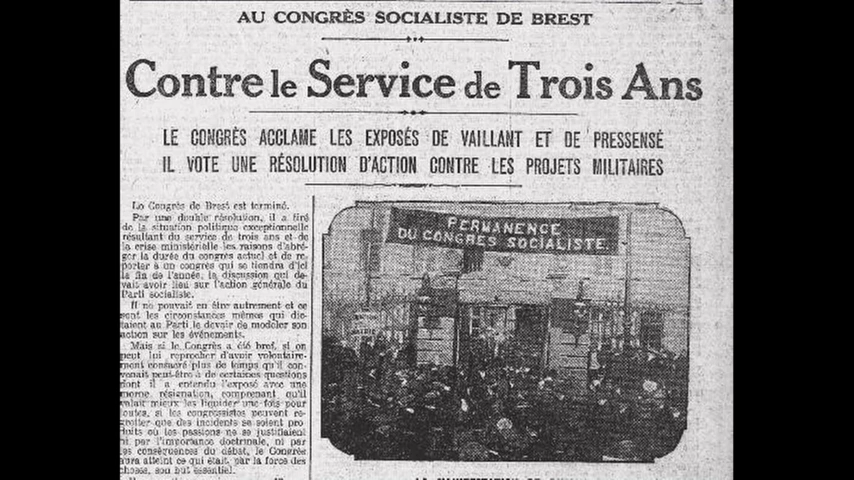 AU CONGRÈS SOCIALISTE DE BREST
Contre le Service de Trois Ans
LE CONGRÈS ACCLAME LES EXPOSÉS DE VAILLANT ET DE PRESSENSÉ
IL VOTE UNE RÉSOLUTION D'ACTION CONTRE LES PROJETS MILITAIRES
Le Congrès de Brest est terminé.
Par une double résolution, il a tiré
de la situation politique exceptionnelle
résultant du service de trois ans et de
la crise ministérielle les raisons d'abré-
ger la durée du congrès actuel et de re-
porter à un congrès qui se tiendra d'ici
la fin de l'année, la discussion qui de-
vait avoir lieu sur l'action générale du
Parti socialiste.
Il ne pouvait en être autrement et ce
sont les circonstances mêmes qui dic-
taient au Parti le devoir de modeler son
action sur les événements.
Mais si le Congrès a été bref, si on
peut lui reprocher d'avoir volontaire-
ment consacré plus de temps qu'il con-
venait peut-être à de certaines questions
dont il a entendu l'exposé avec une
morne résignation, comprenant qu'il
valait mieux les liquider une fois pour
toutes, si les congressistes peuvent re-
gretter que des incidents se soient pro-
duits où les passions ne se justifiaient
ni par l'importance doctrinale, ni par
les conséquences du débat, le Congrès
aura atteint ce qui était, par la force des
choses, son but essentiel.
PERMANENCE
DU CONGRÈS SOCIALISTE